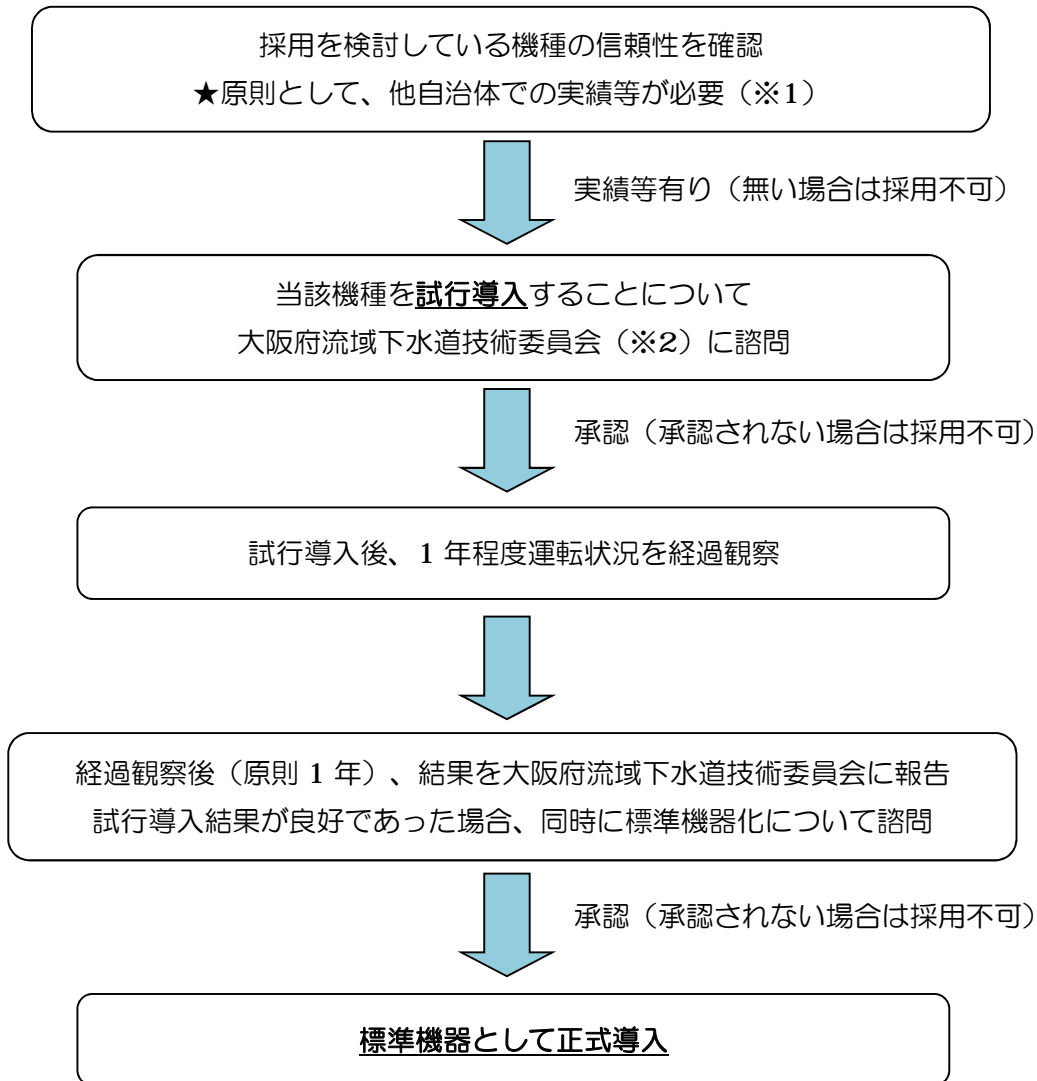 採用を検討している機種の信頼性を確認
★原則として、他自治体での実績等が必要（※1）
実績等有り（無い場合は採用不可）
当該機種を試行導入することについて
大阪府流域下水道技術委員会（※2）に諮問
承認（承認されない場合は採用不可）
試行導入後、1 年程度運転状況を経過観察
経過観察後（原則 1 年）、結果を大阪府流域下水道技術委員会に報告
試行導入結果が良好であった場合、同時に標準機器化について諮問
承認（承認されない場合は採用不可）
標準機器として正式導入